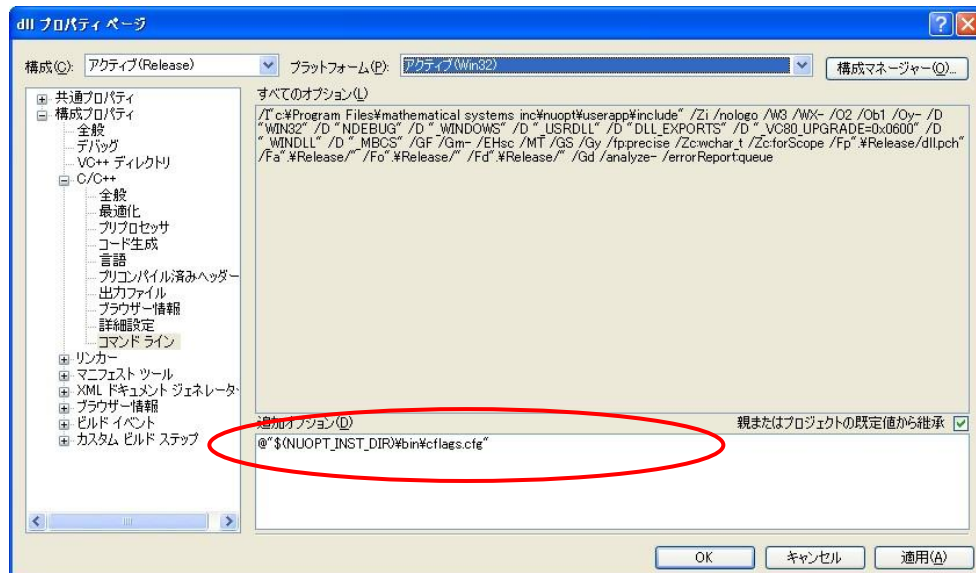 dll プロパティ ページ
構成(C): アクティブ(Release) プラットフォーム(P): アクティブ(Win32) 構成マネージャー(O)...
共通プロパティ
構成プロパティ
全般
デバッグ
VC++ ディレクトリ
C/C++
全般
最適化
プリプロセッサ
コード生成
言語
プリコンパイル済みヘッダー
出力ファイル
ブラウザー情報
詳細設定
コマンド ライン
リンカー
マニフェスト ツール
XML ドキュメント ジェネレータ
ブラウザー情報
ビルド イベント
カスタム ビルド ステップ
すべてのオプション(L)
/I"c:¥Program Files¥mathematical systems inc¥nuopt¥userapp¥include" /Zi /nologo /W3 /WX- /O2 /Ob1 /Oy- /D
"WIN32" /D "NDEBUG" /D "_WINDOWS" /D "_USRDLL" /D "DLL_EXPORTS" /D "_VC80_UPGRADE=0x0600" /D
"_WINDLL" /D "_MBCS" /GF /Gm- /EHsc /MT /GS /Gy /fp:precise /Zc:wchar_t /Zc:forScope /Fp".¥Release/dll.pch"
/Fa".¥Release/" /Fo".¥Release/" /Fd".¥Release/" /Gd /analyze- /errorReport:queue
追加オプション(D) 親またはプロジェクトの既定値から継承
@"$(NUOPT_INST_DIR)¥bin¥cflags.cfg"
OK キャンセル 適用(A)